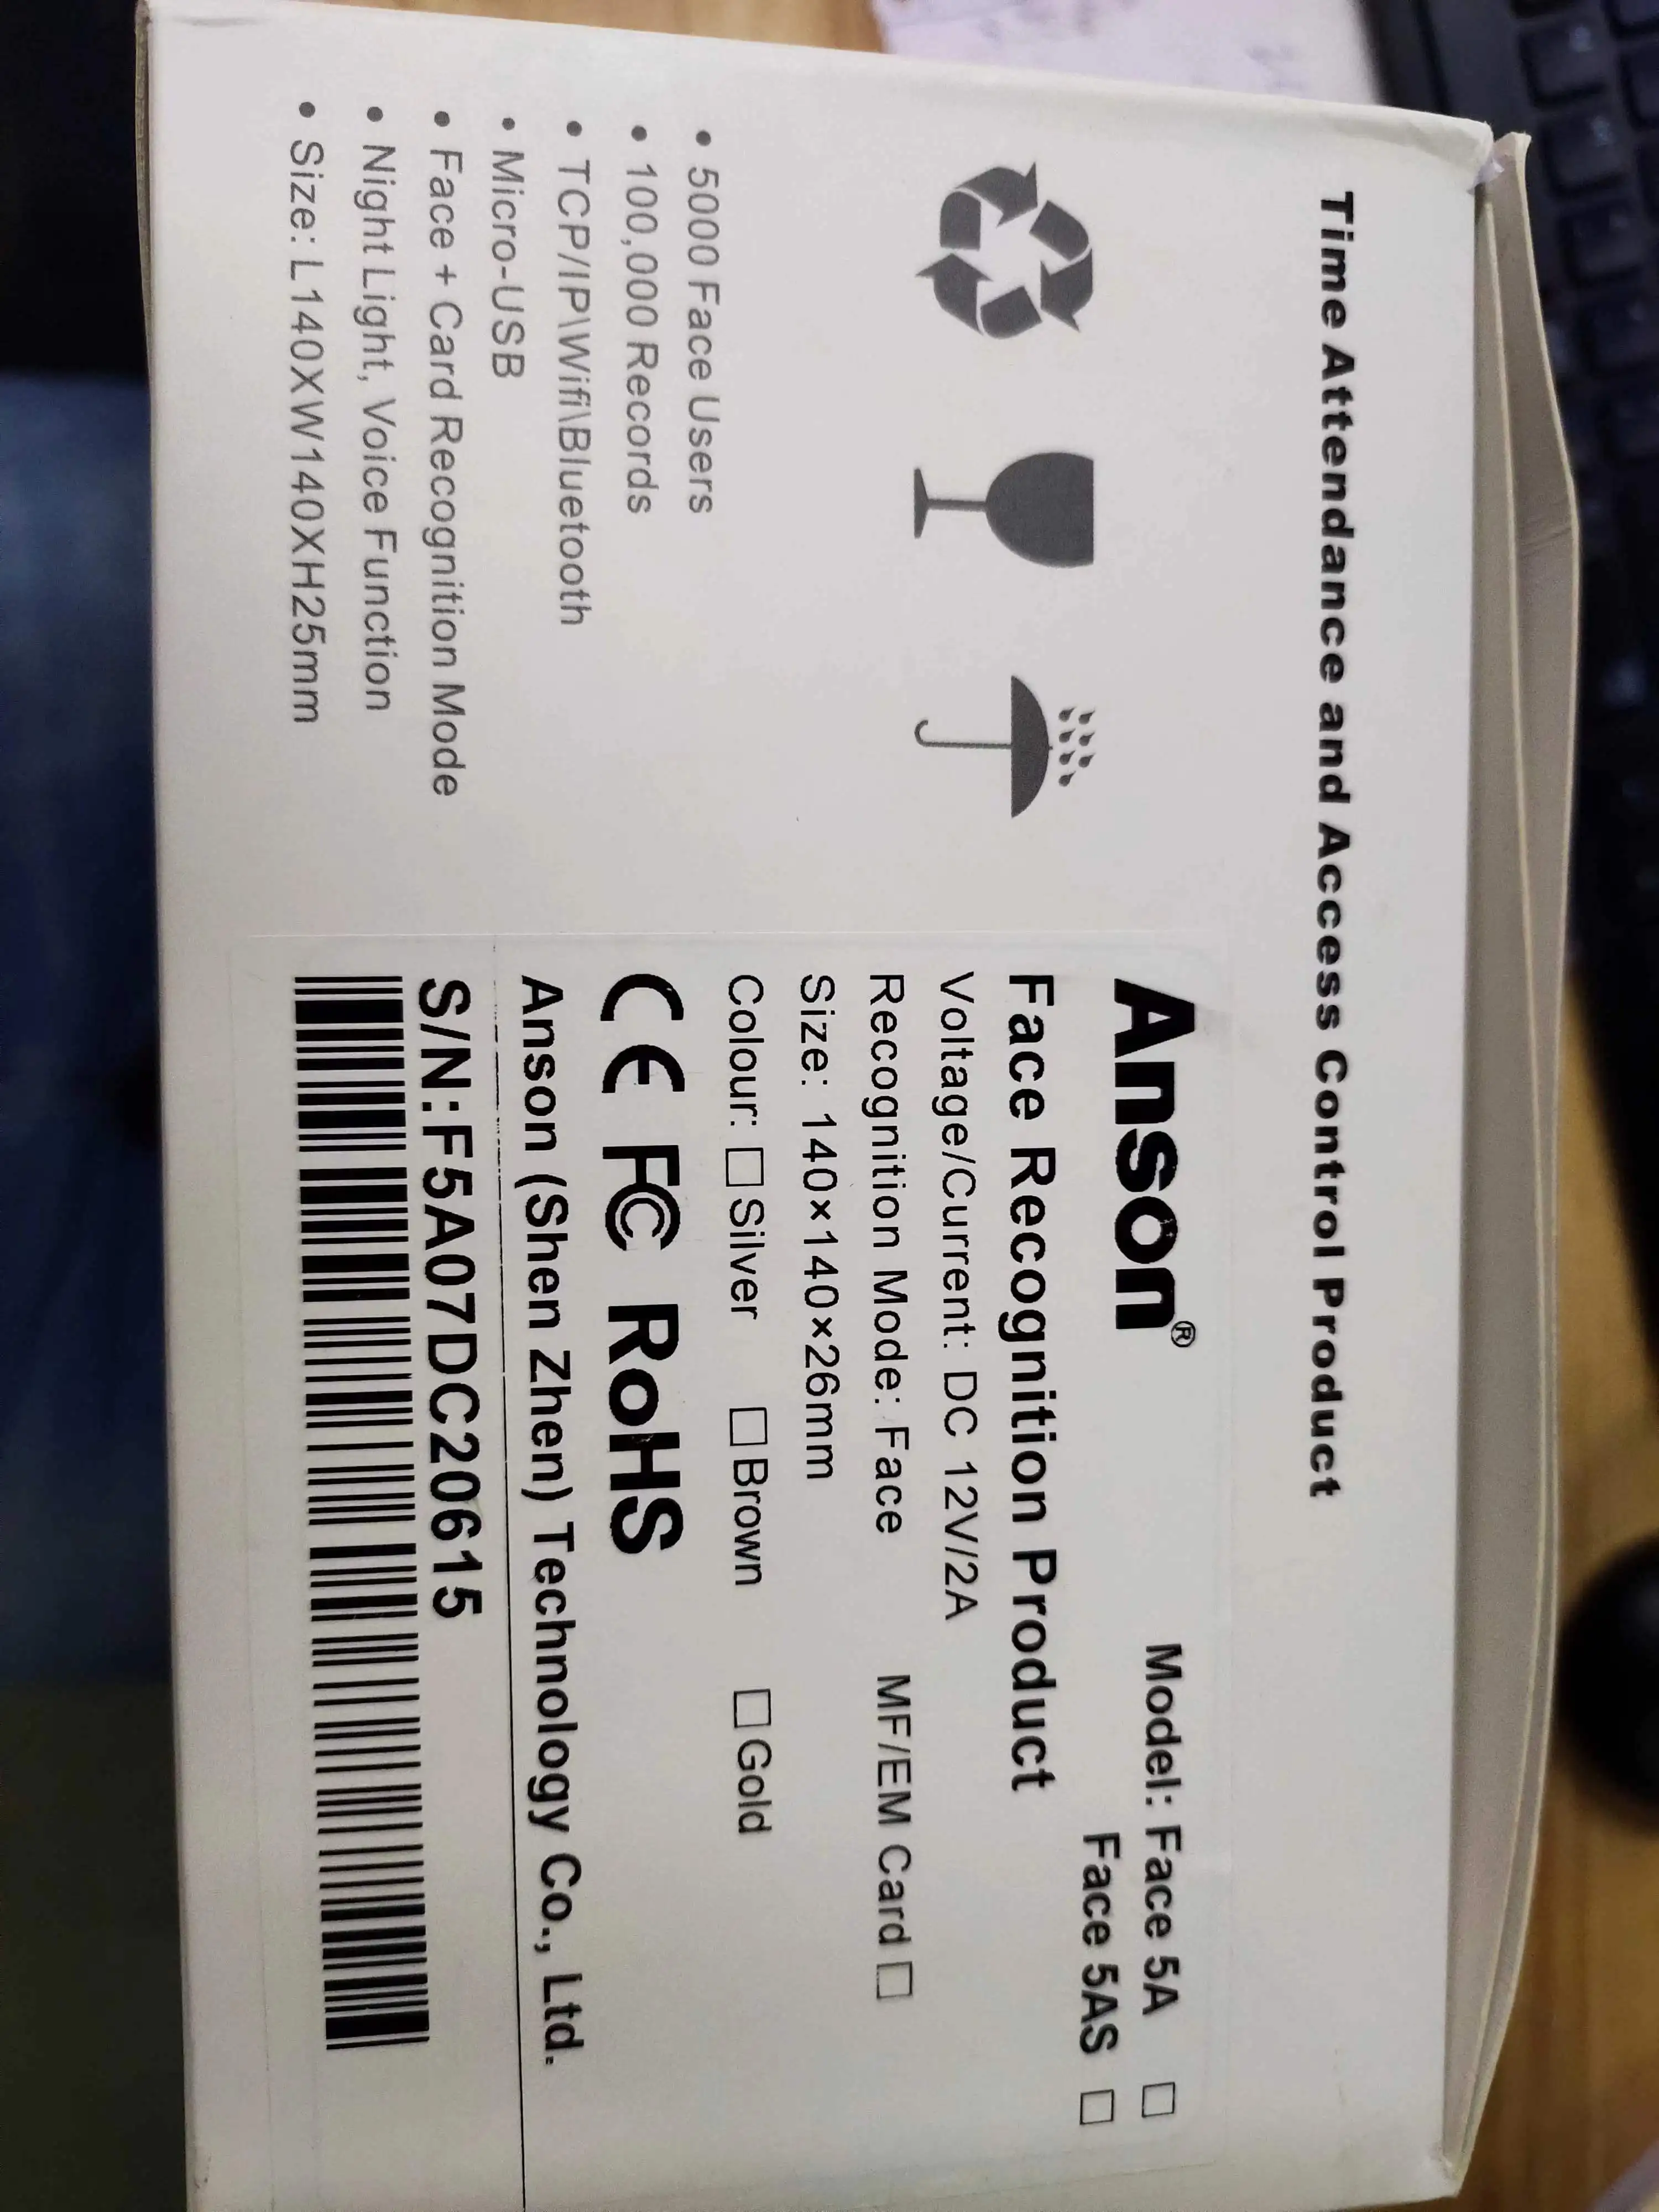 Time Attendance and Access Control Product
• 5000 Face Users
• 100,000 Records
• TCP/IP\Wifi\Bluetooth
• Micro-USB
• Face + Card Recognition Mode
• Night Light, Voice Function
• Size: L140XW140XH25mm
Anson®
Model: Face 5A □
Face 5AS □
Face Recognition Product
Voltage/Current: DC 12V/2A
Recognition Mode: Face MF/EM Card □
Size: 140×140×26mm
Colour: □ Silver □ Brown □ Gold
CE FC RoHS
Anson (Shen Zhen) Technology Co., Ltd.
S/N:F5A07DC20615